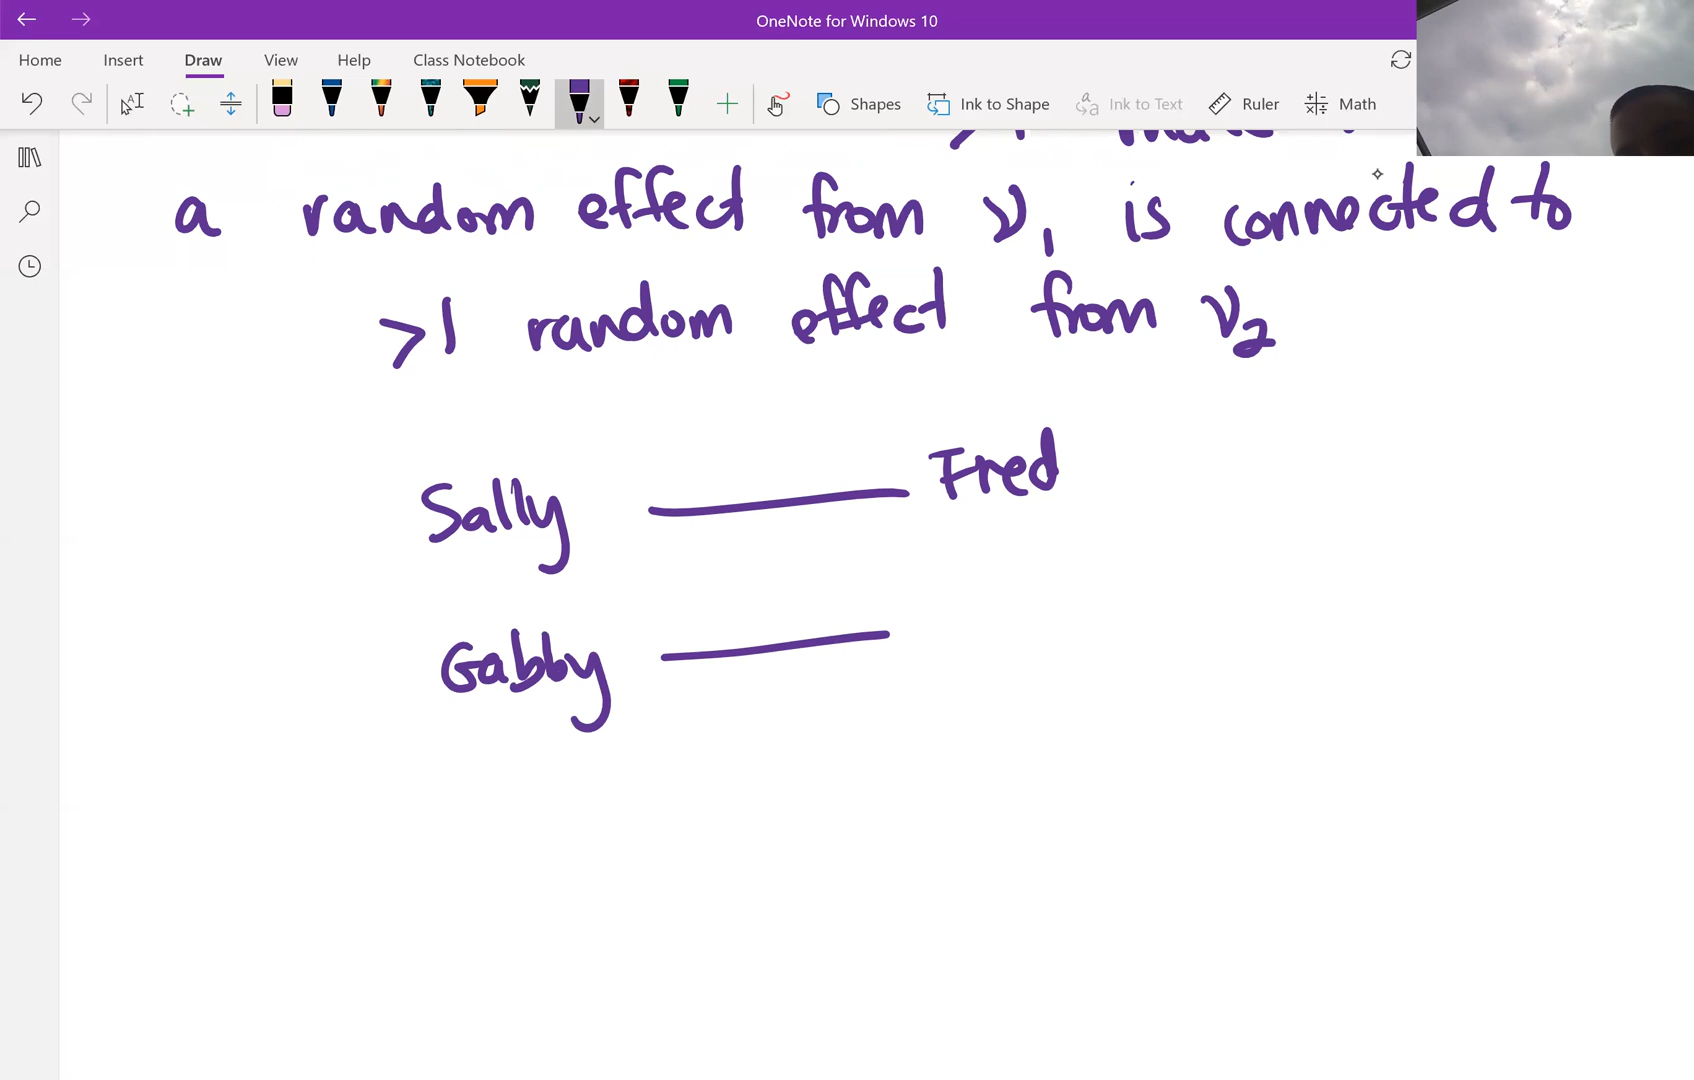 OneNote for Windows 10
Home Insert Draw View Help Class Notebook
Shapes Ink to Shape Ink to Text Ruler Math
a random effect from ν₁ is connected to
>1 random effect from ν₂
Sally Fred
Gabby